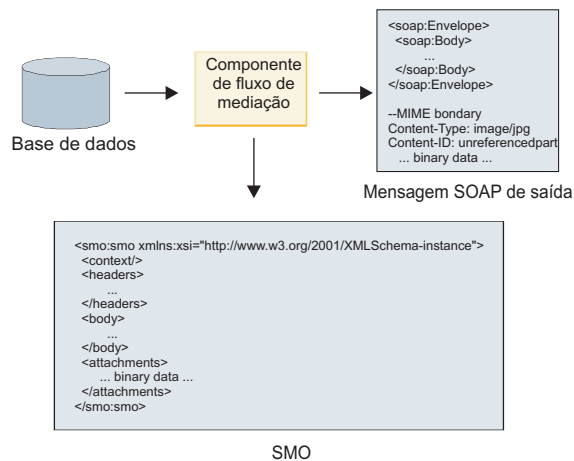 Base de dados
Componente
de fluxo de
mediação
<soap:Envelope>
<soap:Body>
...
</soap:Body>
</soap:Envelope>
--MIME bondary
Content-Type: image/jpg
Content-ID: unreferencedpart
... binary data ...
Mensagem SOAP de saída
<smo:smo xmlns:xsi="http://www.w3.org/2001/XMLSchema-instance">
<context/>
<headers>
...
</headers>
<body>
...
</body>
<attachments>
... binary data ...
</attachments>
</smo:smo>
SMO